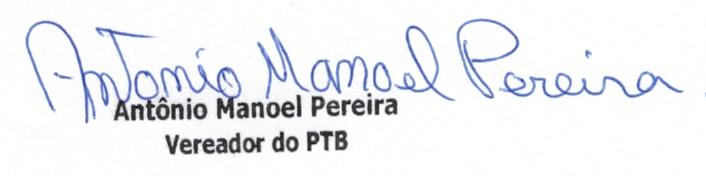 Antonio Manoel Pereira
Antônio Manoel Pereira
Vereador do PTB